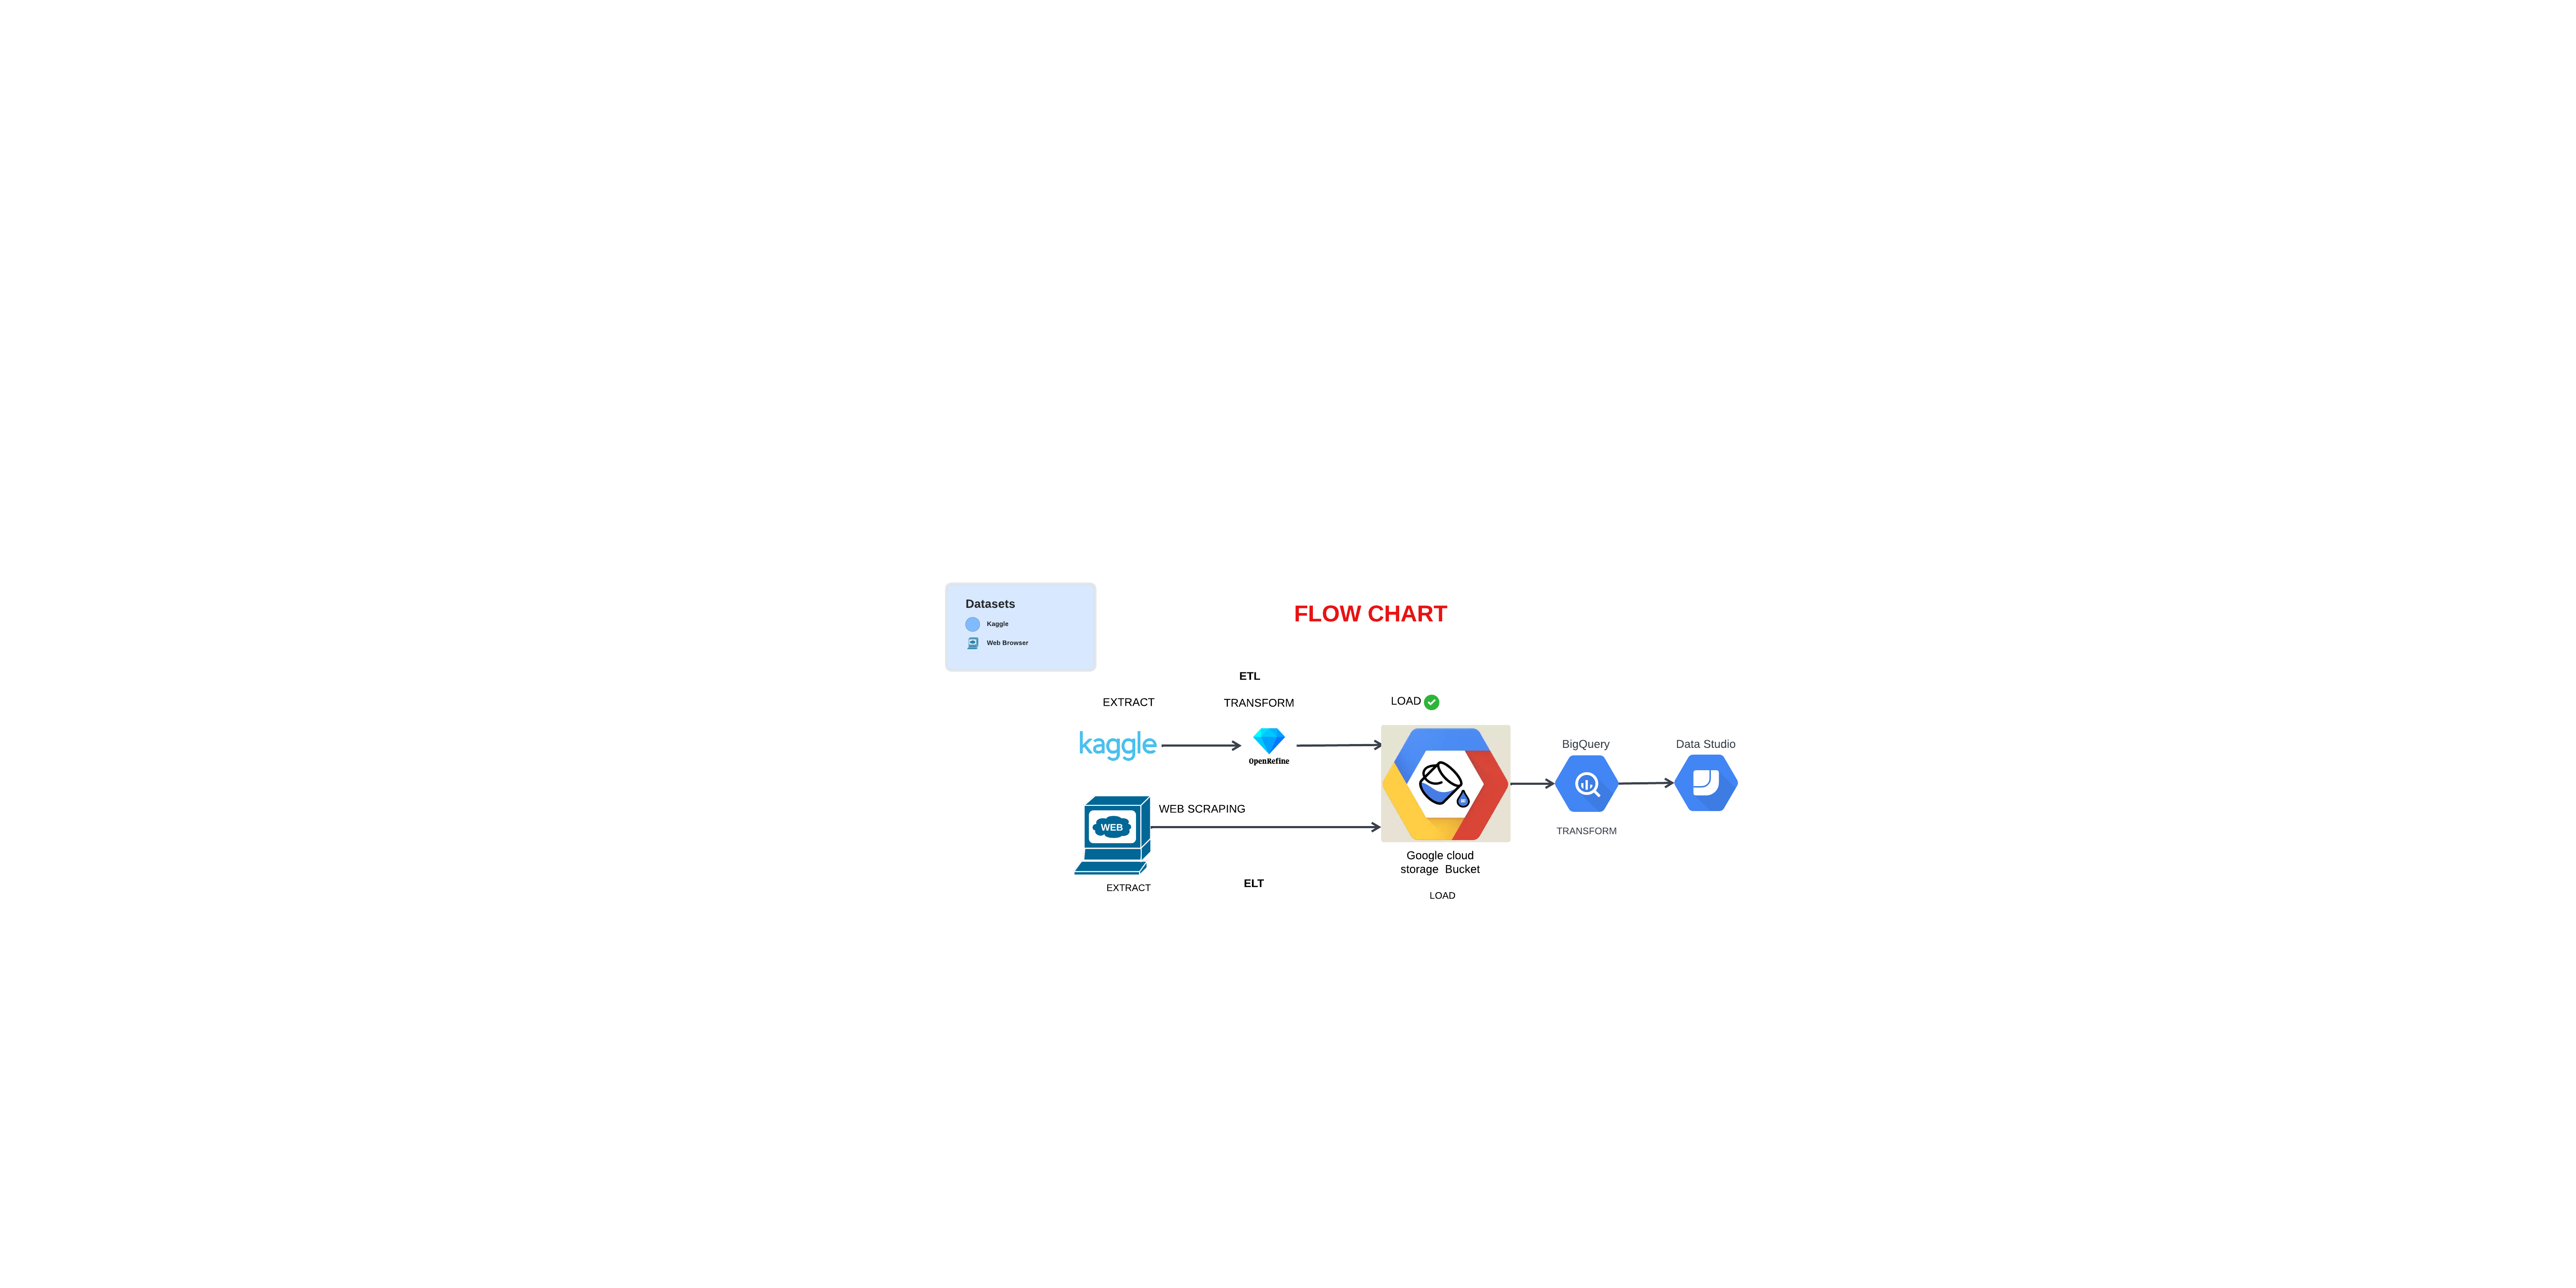 Datasets
Kaggle
Web Browser
FLOW CHART
ETL
EXTRACT
TRANSFORM
LOAD
kaggle
OpenRefine
BigQuery
Data Studio
WEB SCRAPING
WEB
TRANSFORM
Google cloud
storage Bucket
EXTRACT
ELT
LOAD